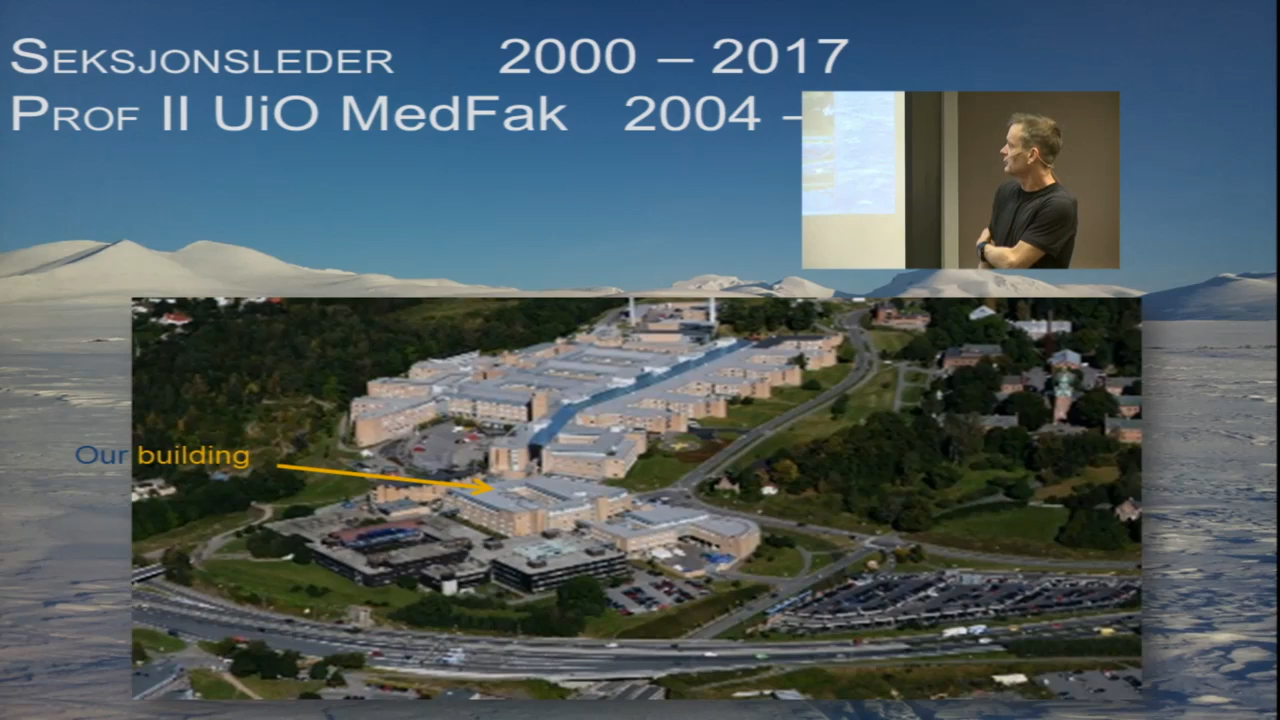 SEKSJONSLEDER 2000 – 2017
PROF II UiO MedFak 2004 –
Our building